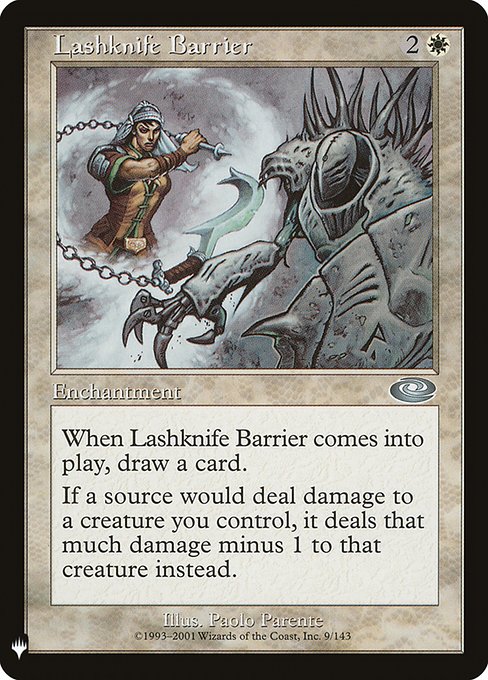 Lashknife Barrier 2
Enchantment
When Lashknife Barrier comes into
play, draw a card.
If a source would deal damage to
a creature you control, it deals that
much damage minus 1 to that
creature instead.
Illus. Paolo Parente
©1993–2001 Wizards of the Coast, Inc. 9/143